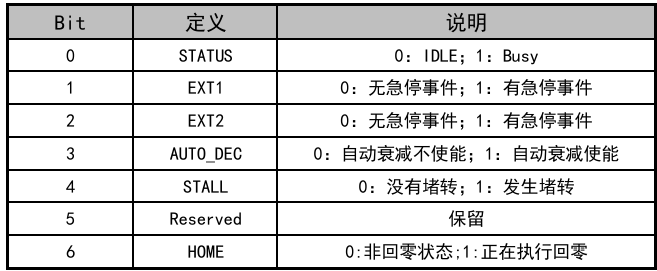 Bit 定义 说明
0 STATUS 0：IDLE；1：Busy
1 EXT1 0：无急停事件；1：有急停事件
2 EXT2 0：无急停事件；1：有急停事件
3 AUTO_DEC 0：自动衰减不使能；1：自动衰减使能
4 STALL 0：没有堵转；1：发生堵转
5 Reserved 保留
6 HOME 0:非回零状态;1:正在执行回零